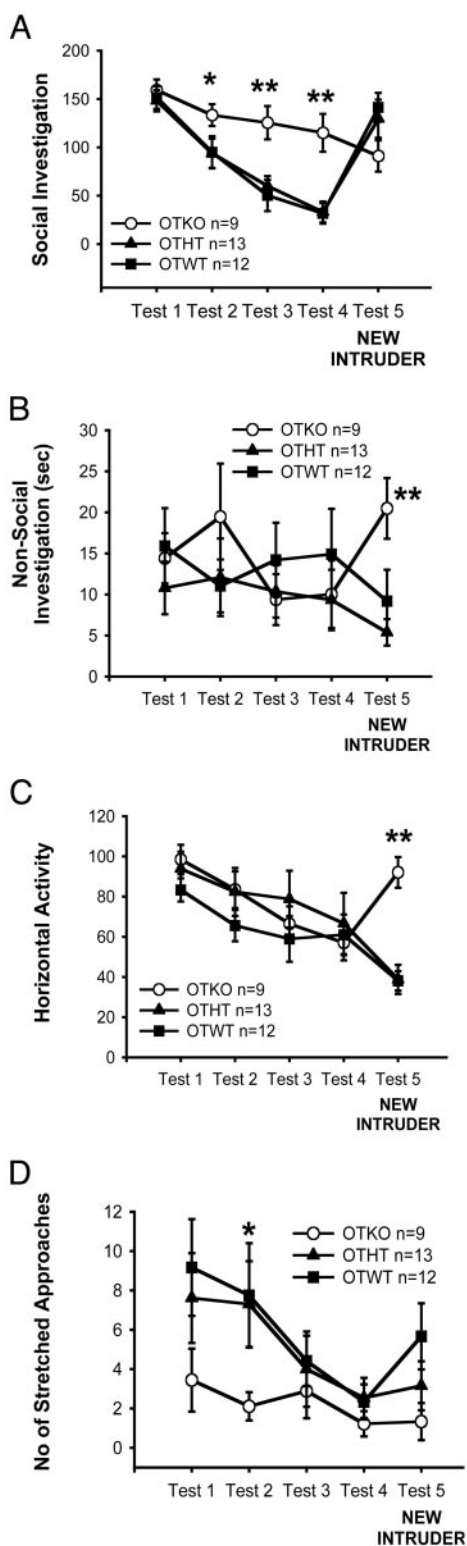 A
Social Investigation
200
150
100
50
0
* ** **
OTKO n=9
OTHT n=13
OTWT n=12
Test 1 Test 2 Test 3 Test 4 Test 5
NEW
INTRUDER
B
Non-Social
Investigation (sec)
30
25
20
15
10
5
0
OTKO n=9
OTHT n=13
OTWT n=12
**
Test 1 Test 2 Test 3 Test 4 Test 5
NEW
INTRUDER
C
Horizontal Activity
120
100
80
60
40
20
0
**
OTKO n=9
OTHT n=13
OTWT n=12
Test 1 Test 2 Test 3 Test 4 Test 5
NEW
INTRUDER
D
No of Stretched Approaches
12
10
8
6
4
2
0
*
OTKO n=9
OTHT n=13
OTWT n=12
Test 1 Test 2 Test 3 Test 4 Test 5
NEW
INTRUDER